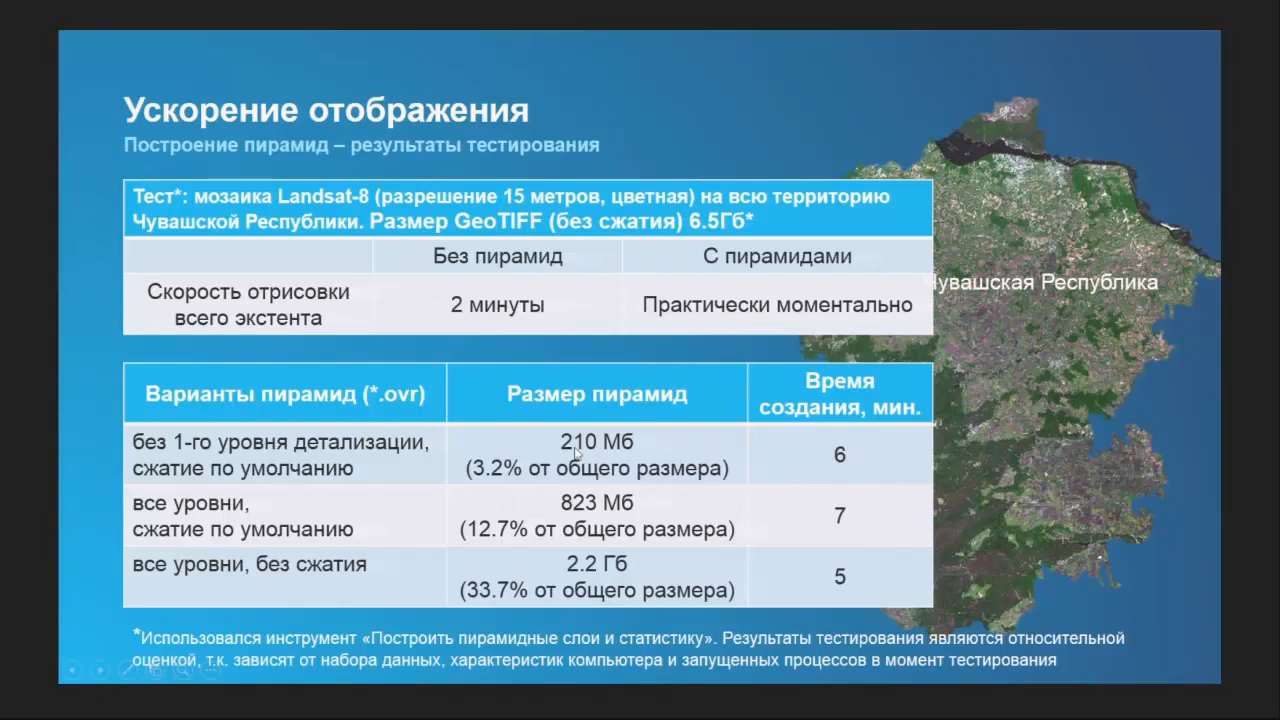 Ускорение отображения
Построение пирамид – результаты тестирования
Тест*: мозаика Landsat-8 (разрешение 15 метров, цветная) на всю территорию
Чувашской Республики. Размер GeoTIFF (без сжатия) 6.5Гб*
Без пирамид
С пирамидами
Скорость отрисовки
всего экстента
2 минуты
Практически моментально
Чувашская Республика
Варианты пирамид (*.ovr)
Размер пирамид
Время
создания, мин.
без 1-го уровня детализации,
сжатие по умолчанию
210 Мб
(3.2% от общего размера)
6
все уровни,
сжатие по умолчанию
823 Мб
(12.7% от общего размера)
7
все уровни, без сжатия
2.2 Гб
(33.7% от общего размера)
5
*Использовался инструмент «Построить пирамидные слои и статистику». Результаты тестирования являются относительной
оценкой, т.к. зависят от набора данных, характеристик компьютера и запущенных процессов в момент тестирования